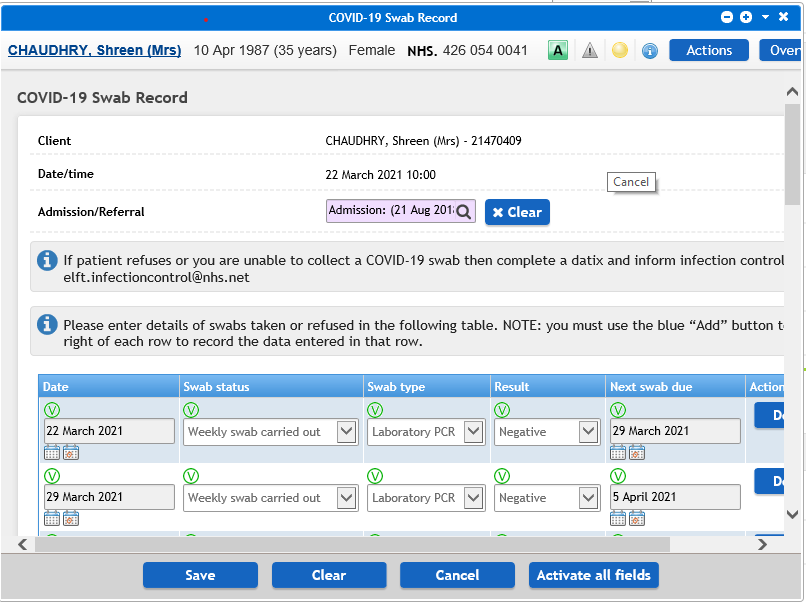 COVID-19 Swab Record
CHAUDHRY, Shreen (Mrs) 10 Apr 1987 (35 years) Female NHS. 426 054 0041 A Actions Over
COVID-19 Swab Record
Client CHAUDHRY, Shreen (Mrs) - 21470409
Date/time 22 March 2021 10:00
Cancel
Admission/Referral Admission: (21 Aug 201 Clear
If patient refuses or you are unable to collect a COVID-19 swab then complete a datix and inform infection control
elft.infectioncontrol@nhs.net
Please enter details of swabs taken or refused in the following table. NOTE: you must use the blue “Add” button t
right of each row to record the data entered in that row.
Date Swab status Swab type Result Next swab due Action
V V V V V
22 March 2021 Weekly swab carried out Laboratory PCR Negative 29 March 2021 De
V V V V V
29 March 2021 Weekly swab carried out Laboratory PCR Negative 5 April 2021 De
Save Clear Cancel Activate all fields